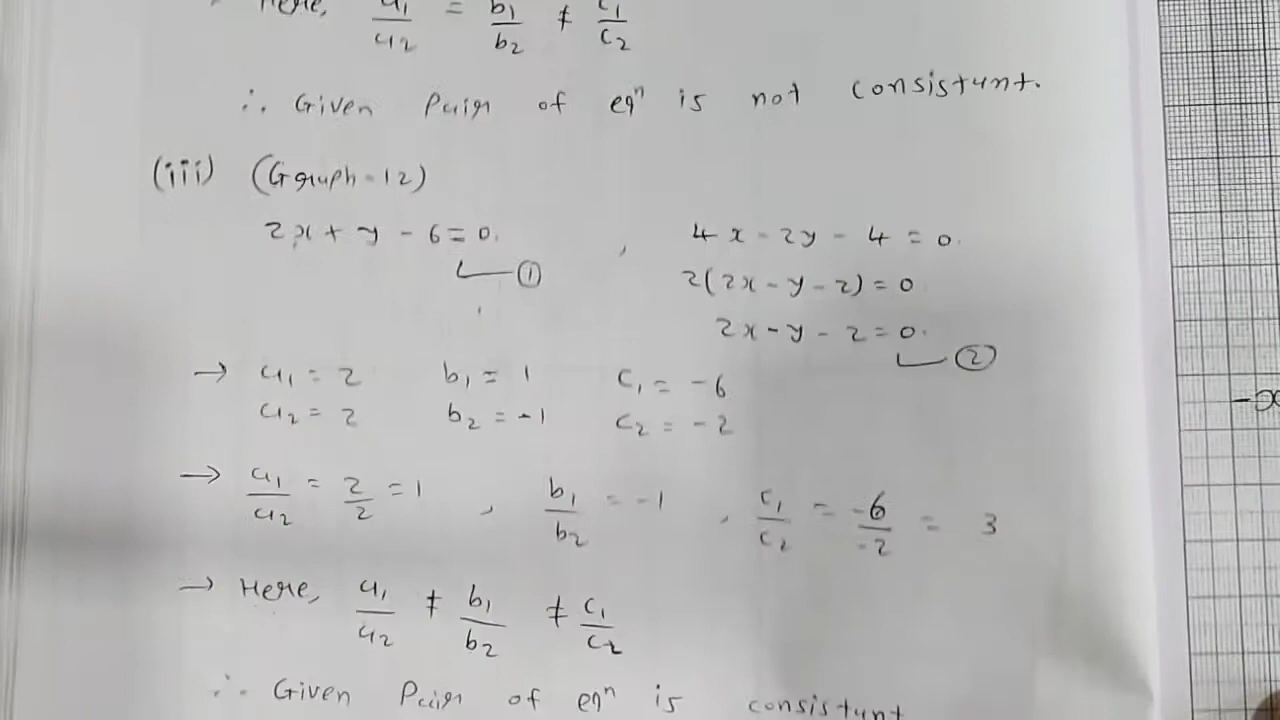 Here, a₁/a₂ = b₁/b₂ ≠ c₁/c₂
∴ Given Pair of eqⁿ is not consistant.
(iii) (Graph-12)
2x + y - 6 = 0. , 4x - 2y - 4 = 0.
① 2(2x - y - 2) = 0
2x - y - 2 = 0.
②
→ a₁ = 2 b₁ = 1 c₁ = -6
a₂ = 2 b₂ = -1 c₂ = -2
→ a₁/a₂ = 2/2 = 1 , b₁/b₂ = -1 , c₁/c₂ = -6/-2 = 3
→ Here, a₁/a₂ ≠ b₁/b₂ ≠ c₁/c₂
∴ Given Pair of eqⁿ is consistant